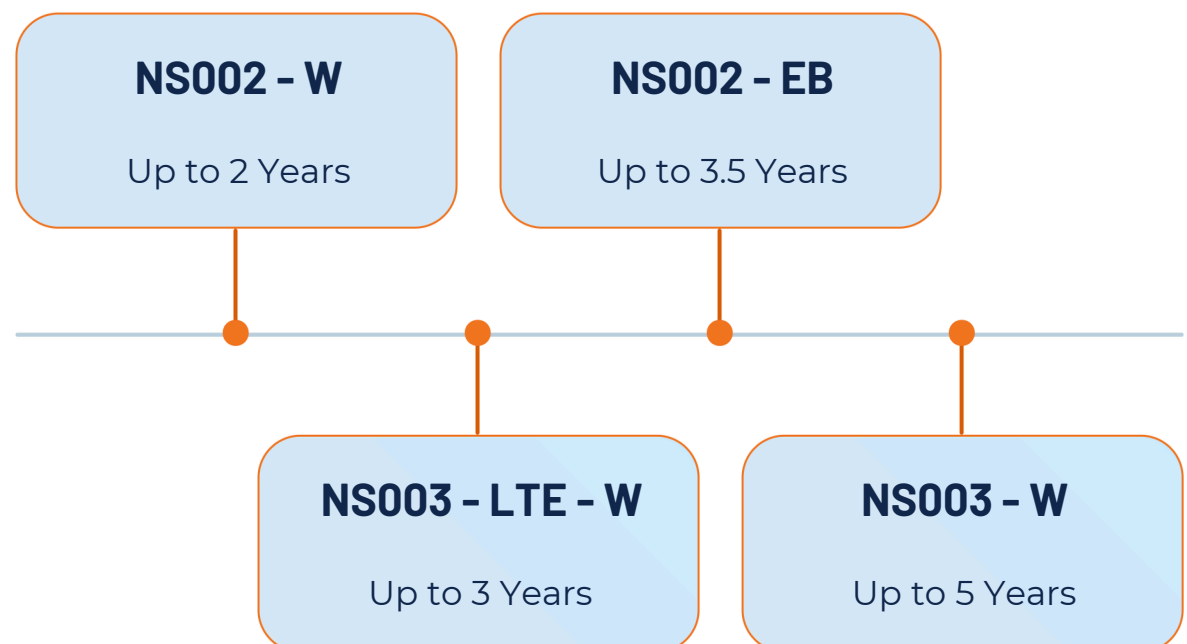 NS002 - W
Up to 2 Years
NS002 - EB
Up to 3.5 Years
NS003 - LTE - W
Up to 3 Years
NS003 - W
Up to 5 Years